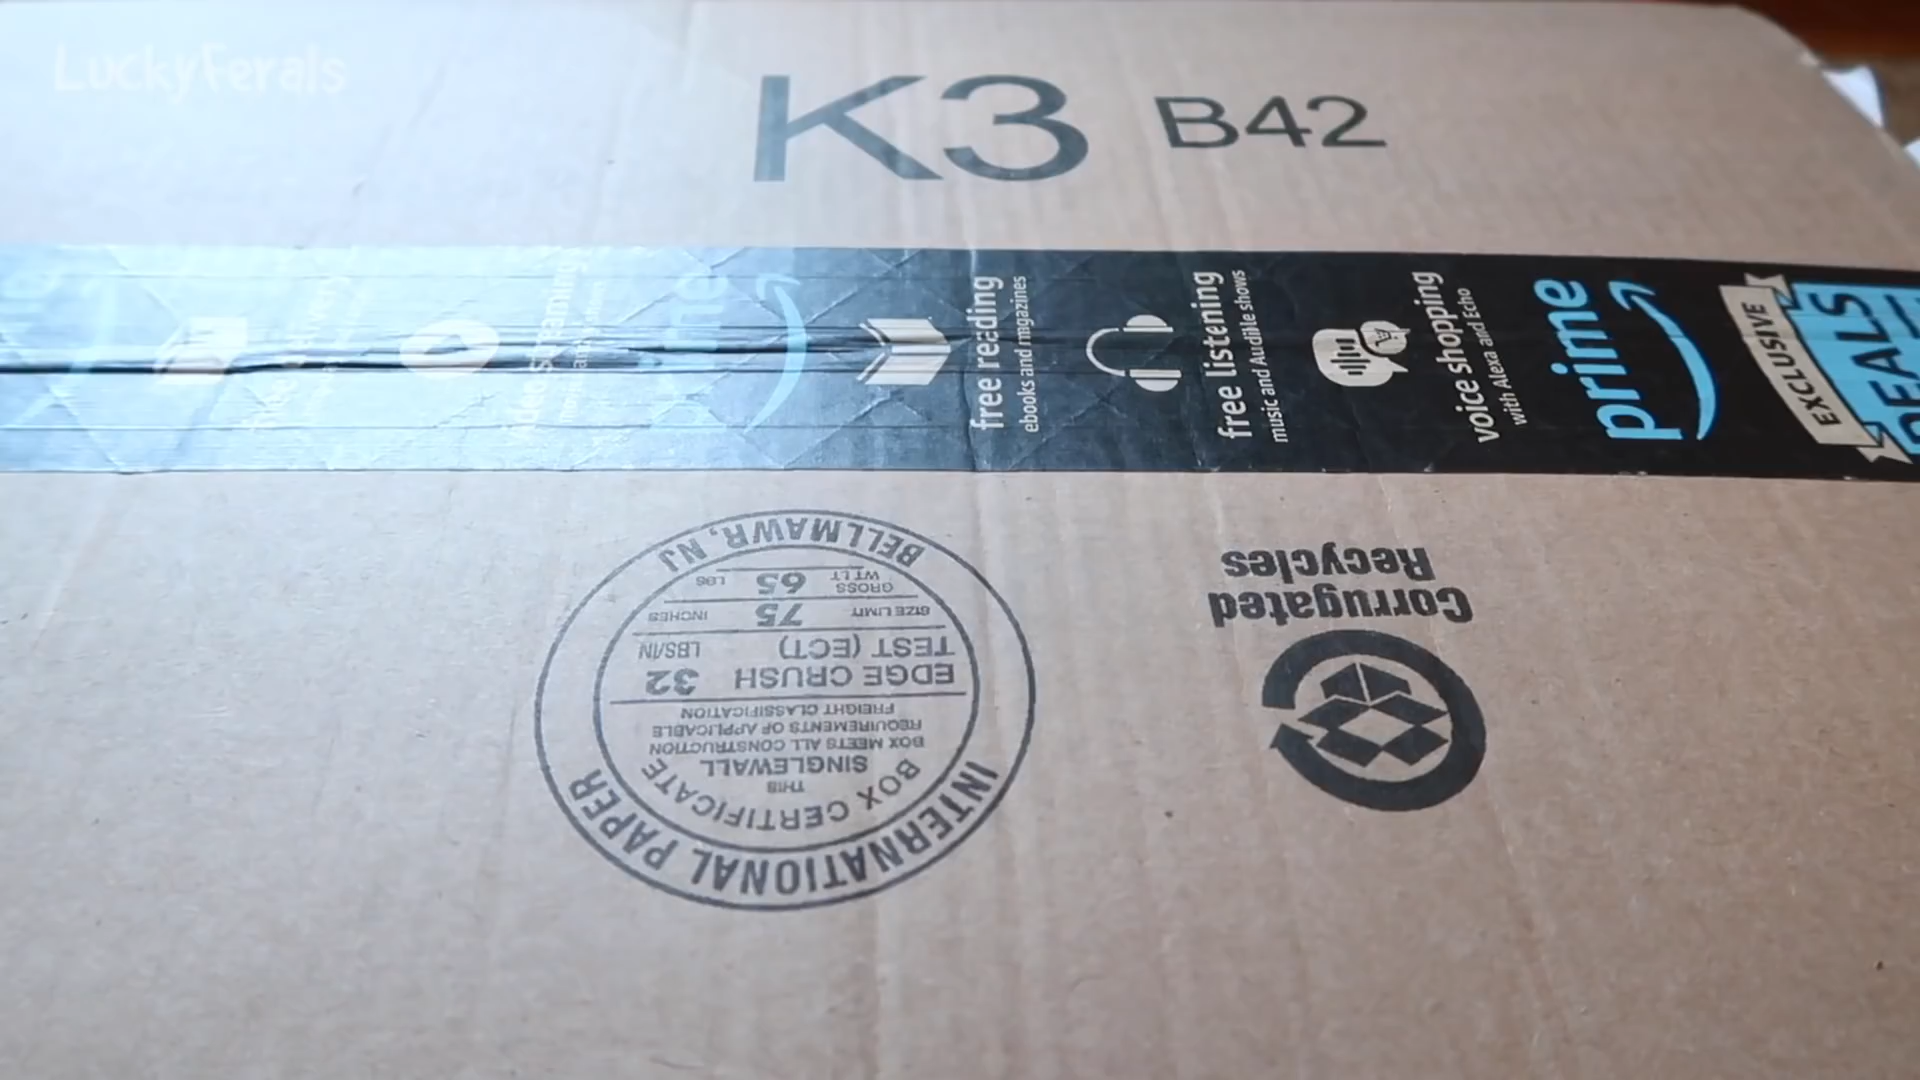 LuckyFerals
K3 B42
prime
free reading
ebooks and magazines
free listening
music and Audible shows
voice shopping
with Alexa and Echo
prime
EXCLUSIVE
DEALS
Corrugated
Recycles
INTERNATIONAL PAPER
BOX CERTIFICATE
THIS
SINGLEWALL
BOX MEETS ALL CONSTRUCTION
REQUIREMENTS OF APPLICABLE
FREIGHT CLASSIFICATION
EDGE CRUSH 32
TEST (ECT) LBS/IN
SIZE LIMIT 75 INCHES
GROSS
WT LT 65 LBS
BELLMAWR, NJ